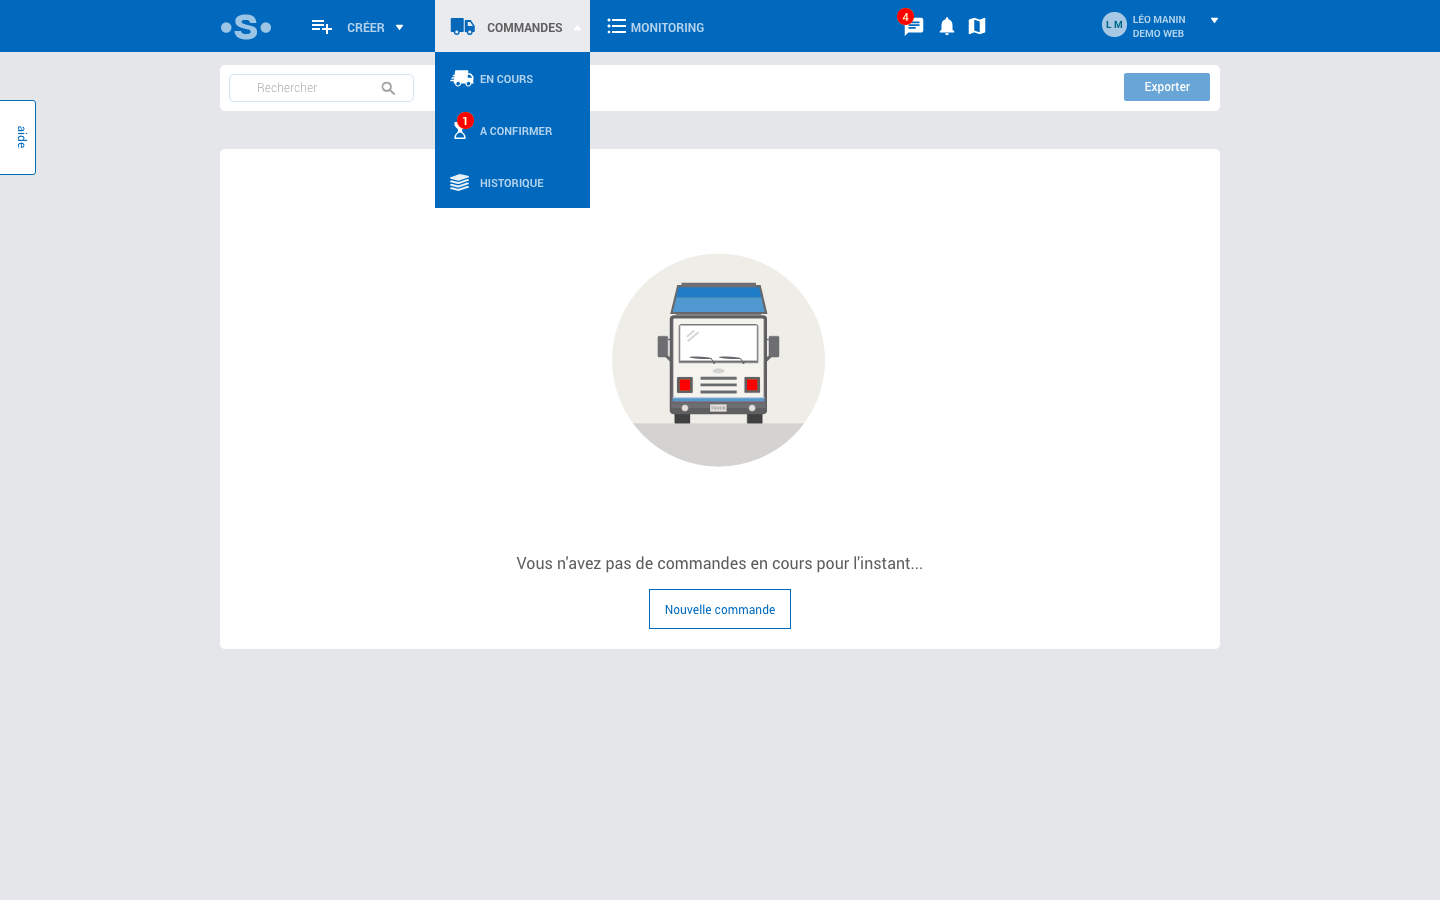 S
CRÉER
COMMANDES
MONITORING
4
L M
LÉO MANIN
DEMO WEB
EN COURS
1
A CONFIRMER
HISTORIQUE
Rechercher
Exporter
aide
Vous n'avez pas de commandes en cours pour l'instant...
Nouvelle commande